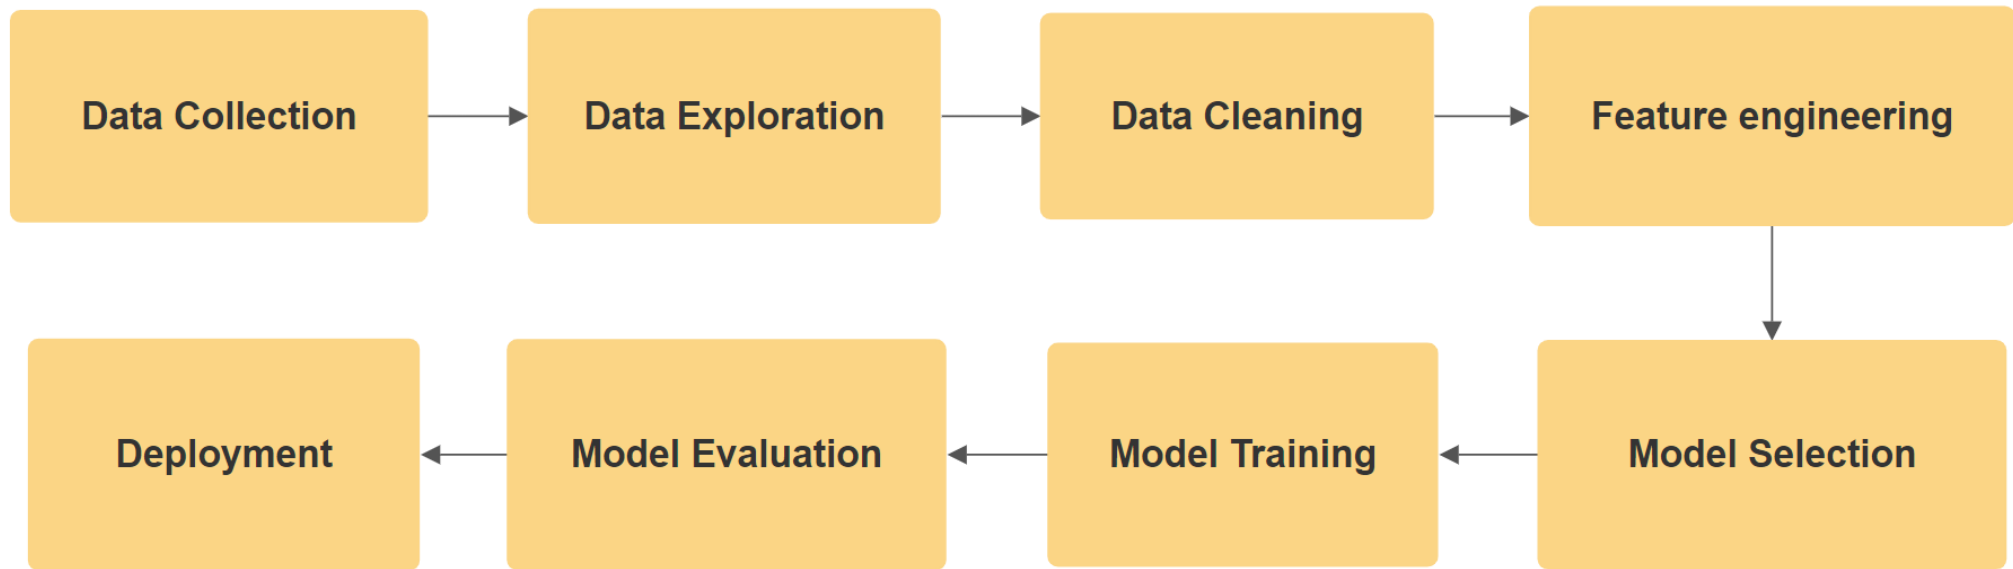 Data Collection
Data Exploration
Data Cleaning
Feature engineering
Model Selection
Model Training
Model Evaluation
Deployment